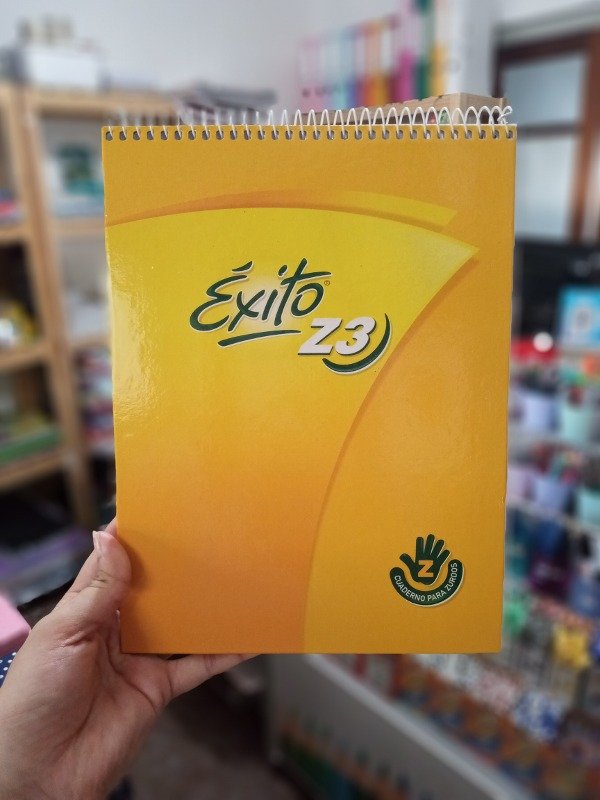 Éxito®
Z3
Z
CUADERNO PARA ZURDOS